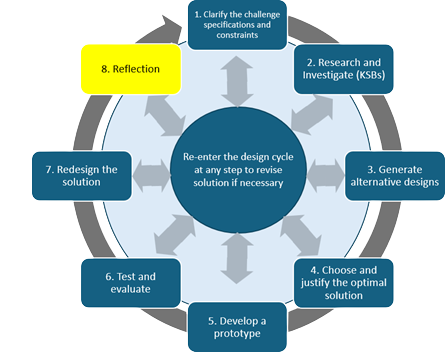 1. Clarify the challenge
specifications and
constraints
2. Research and
Investigate (KSBs)
3. Generate
alternative designs
4. Choose and
justify the optimal
solution
5. Develop a
prototype
6. Test and
evaluate
7. Redesign the
solution
8. Reflection
Re-enter the design cycle
at any step to revise
solution if necessary